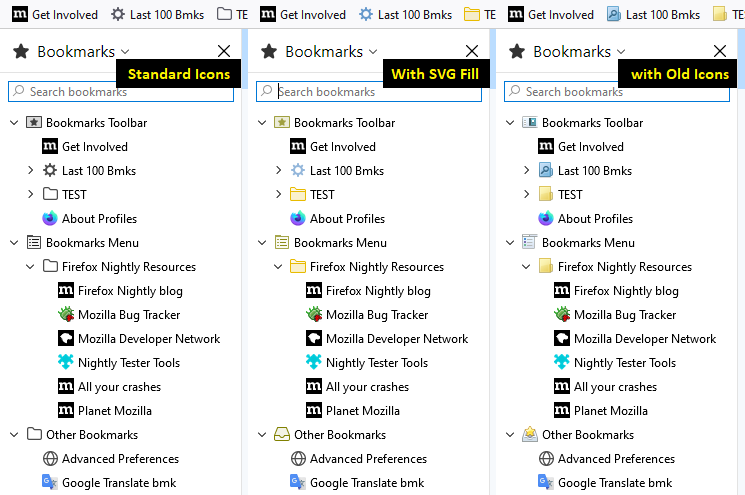 Get Involved Last 100 Bmks TE
Bookmarks
Standard Icons
Search bookmarks
Bookmarks Toolbar
Get Involved
Last 100 Bmks
TEST
About Profiles
Bookmarks Menu
Firefox Nightly Resources
Firefox Nightly blog
Mozilla Bug Tracker
Mozilla Developer Network
Nightly Tester Tools
All your crashes
Planet Mozilla
Other Bookmarks
Advanced Preferences
Google Translate bmk
Get Involved Last 100 Bmks TE
Bookmarks
With SVG Fill
Search bookmarks
Bookmarks Toolbar
Get Involved
Last 100 Bmks
TEST
About Profiles
Bookmarks Menu
Firefox Nightly Resources
Firefox Nightly blog
Mozilla Bug Tracker
Mozilla Developer Network
Nightly Tester Tools
All your crashes
Planet Mozilla
Other Bookmarks
Advanced Preferences
Google Translate bmk
Get Involved Last 100 Bmks TES
Bookmarks
with Old Icons
Search bookmarks
Bookmarks Toolbar
Get Involved
Last 100 Bmks
TEST
About Profiles
Bookmarks Menu
Firefox Nightly Resources
Firefox Nightly blog
Mozilla Bug Tracker
Mozilla Developer Network
Nightly Tester Tools
All your crashes
Planet Mozilla
Other Bookmarks
Advanced Preferences
Google Translate bmk